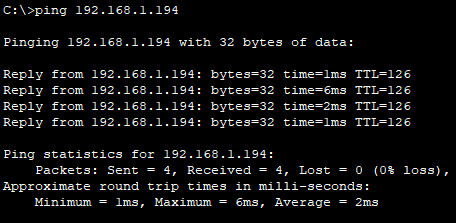 C:\>ping 192.168.1.194
Pinging 192.168.1.194 with 32 bytes of data:
Reply from 192.168.1.194: bytes=32 time=1ms TTL=126
Reply from 192.168.1.194: bytes=32 time=6ms TTL=126
Reply from 192.168.1.194: bytes=32 time=2ms TTL=126
Reply from 192.168.1.194: bytes=32 time=1ms TTL=126
Ping statistics for 192.168.1.194:
    Packets: Sent = 4, Received = 4, Lost = 0 (0% loss),
Approximate round trip times in milli-seconds:
    Minimum = 1ms, Maximum = 6ms, Average = 2ms